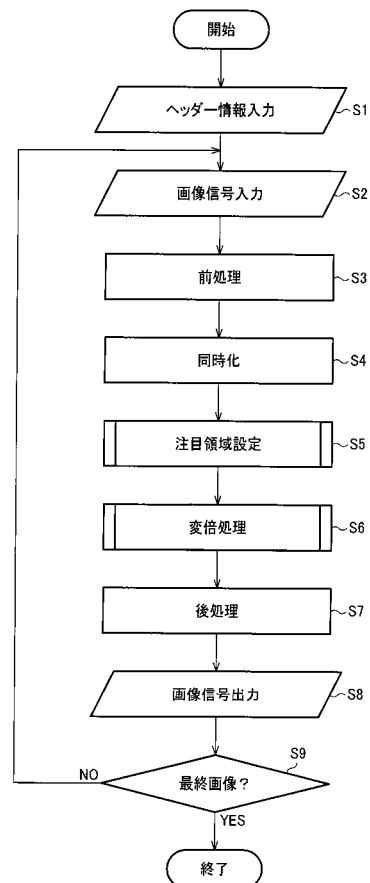 開始
ヘッダー情報入力 S1
画像信号入力 S2
前処理 S3
同時化 S4
注目領域設定 S5
変倍処理 S6
後処理 S7
画像信号出力 S8
S9
最終画像？
NO
YES
終了